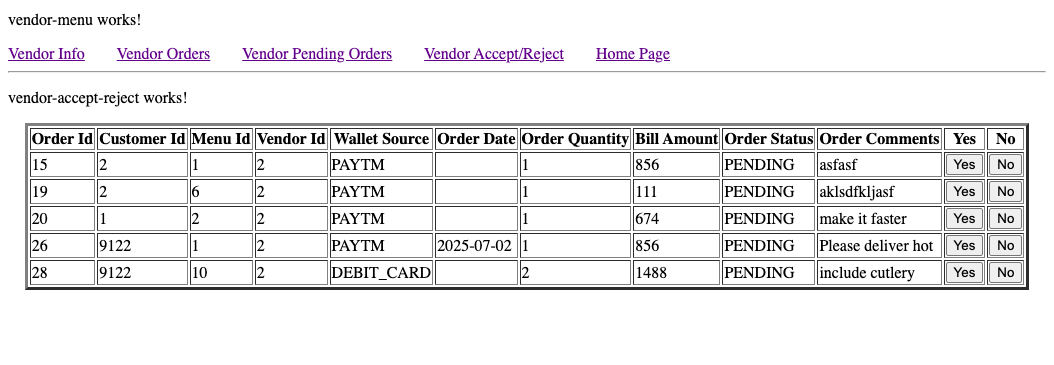 vendor-menu works!
Vendor Info Vendor Orders Vendor Pending Orders Vendor Accept/Reject Home Page
vendor-accept-reject works!
Order Id Customer Id Menu Id Vendor Id Wallet Source Order Date Order Quantity Bill Amount Order Status Order Comments Yes No
15 2 1 2 PAYTM 1 856 PENDING asfasf Yes No
19 2 6 2 PAYTM 1 111 PENDING aklsdfkljasf Yes No
20 1 2 2 PAYTM 1 674 PENDING make it faster Yes No
26 9122 1 2 PAYTM 2025-07-02 1 856 PENDING Please deliver hot Yes No
28 9122 10 2 DEBIT_CARD 2 1488 PENDING include cutlery Yes No